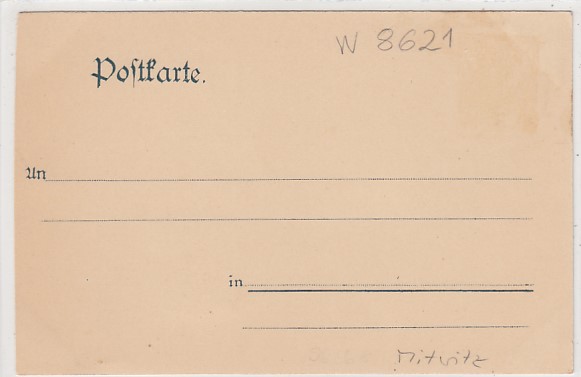 W 8621
Poſtkarte.
An
in
Mitwitz